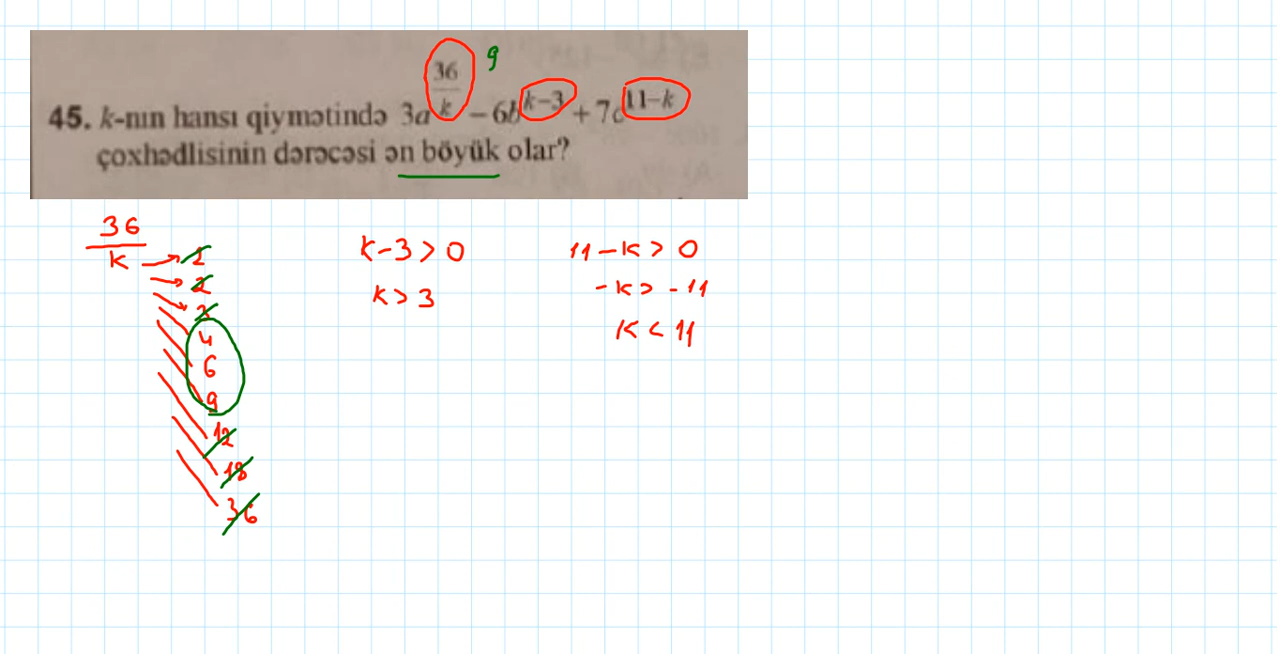 36/k 9
45. k-nın hansı qiymətində 3a − 6b^(k−3) + 7c^(11−k)
çoxhədlisinin dərəcəsi ən böyük olar?
36/k
1
2
3
4
6
9
12
18
36
k-3>0
k>3
11-k>0
-k>-11
k<11